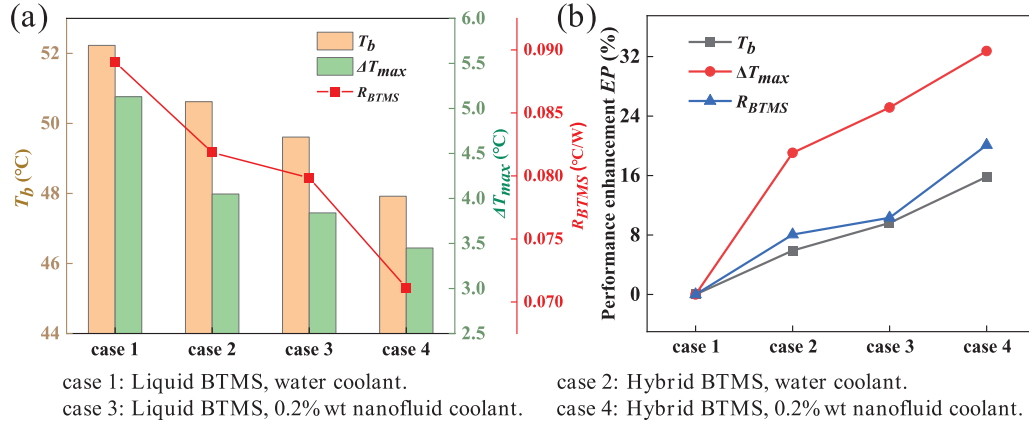 (a)
T_b (°C)
52
50
48
46
44
T_b
ΔT_max
R_BTMS
6.0
5.5
5.0
4.5
4.0
3.5
3.0
2.5
ΔT_max (°C)
0.090
0.085
0.080
0.075
0.070
R_BTMS (°C/W)
case 1 case 2 case 3 case 4
(b)
Performance enhancement EP (%)
32
24
16
8
0
T_b
ΔT_max
R_BTMS
case 1 case 2 case 3 case 4
case 1: Liquid BTMS, water coolant.
case 2: Hybrid BTMS, water coolant.
case 3: Liquid BTMS, 0.2% wt nanofluid coolant.
case 4: Hybrid BTMS, 0.2% wt nanofluid coolant.